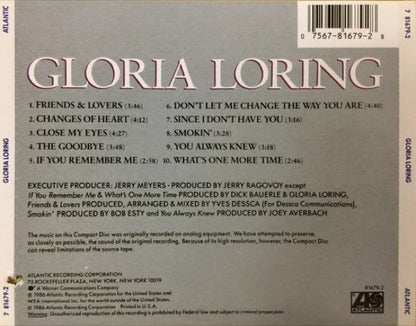 ATLANTIC
GLORIA LORING
7 81679-2
7 81679-2
GLORIA LORING
ATLANTIC
0 7567-81679-2 8
GLORIA LORING
1. FRIENDS & LOVERS (3:46)
2. CHANGES OF HEART (4:12)
3. CLOSE MY EYES (4:27)
4. THE GOODBYE (3:48)
5. IF YOU REMEMBER ME (2:58)
6. DON'T LET ME CHANGE THE WAY YOU ARE (4:40)
7. SINCE I DON'T HAVE YOU (3:16)
8. SMOKIN' (3:28)
9. YOU ALWAYS KNEW (3:18)
10. WHAT'S ONE MORE TIME (2:46)
EXECUTIVE PRODUCER: JERRY MEYERS • PRODUCED BY JERRY RAGOVOY except
If You Remember Me & What's One More Time PRODUCED BY DICK BAUERLE & GLORIA LORING,
Friends & Lovers PRODUCED, ARRANGED & MIXED BY YVES DESSCA (For Dessca Communications),
Smokin' PRODUCED BY BOB ESTY and You Always Knew PRODUCED BY JOEY AVERBACH
The music on this Compact Disc was originally recorded on analog equipment. We have attempted to preserve,
as closely as possible, the sound of the original recording. Because of its high resolution, however, the Compact Disc
can reveal limitations of the source tape.
ATLANTIC RECORDING CORPORATION
75 ROCKEFELLER PLAZA, NEW YORK, NEW YORK 10019
A Warner Communications Company
℗ 1986 Atlantic Recording Corporation for the United States and
WEA International Inc. for the world outside of the United States.
© 1986 Atlantic Recording Corporation. All Rights Reserved. Printed in U.S.A.
Warning: Unauthorized reproduction of this recording is prohibited by Federal law and subject to criminal prosecution.
81679-2
ATLANTIC